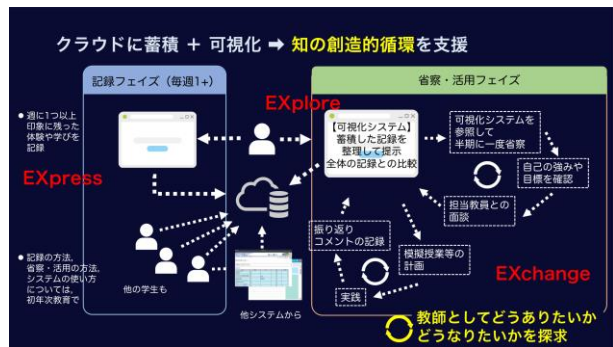 クラウドに蓄積 + 可視化 ➡ 知の創造的循環を支援
記録フェイズ（毎週1+）
● 週に1つ以上
印象に残った
体験や学びを
記録
EXpress
● 記録の方法,
省察・活用の方法,
システムの使い方
については,
初年次教育で
他の学生も
EXplore
他システムから
省察・活用フェイズ
【可視化システム】
蓄積した記録を
整理して提示
全体の記録との比較
可視化システムを
参照して
半期に一度省察
自己の強みや
目標を確認
担当教員との
面談
振り返り
コメントの記録
模擬授業等の
計画
実践
EXchange
教師としてどうありたいか
どうなりたいかを探求